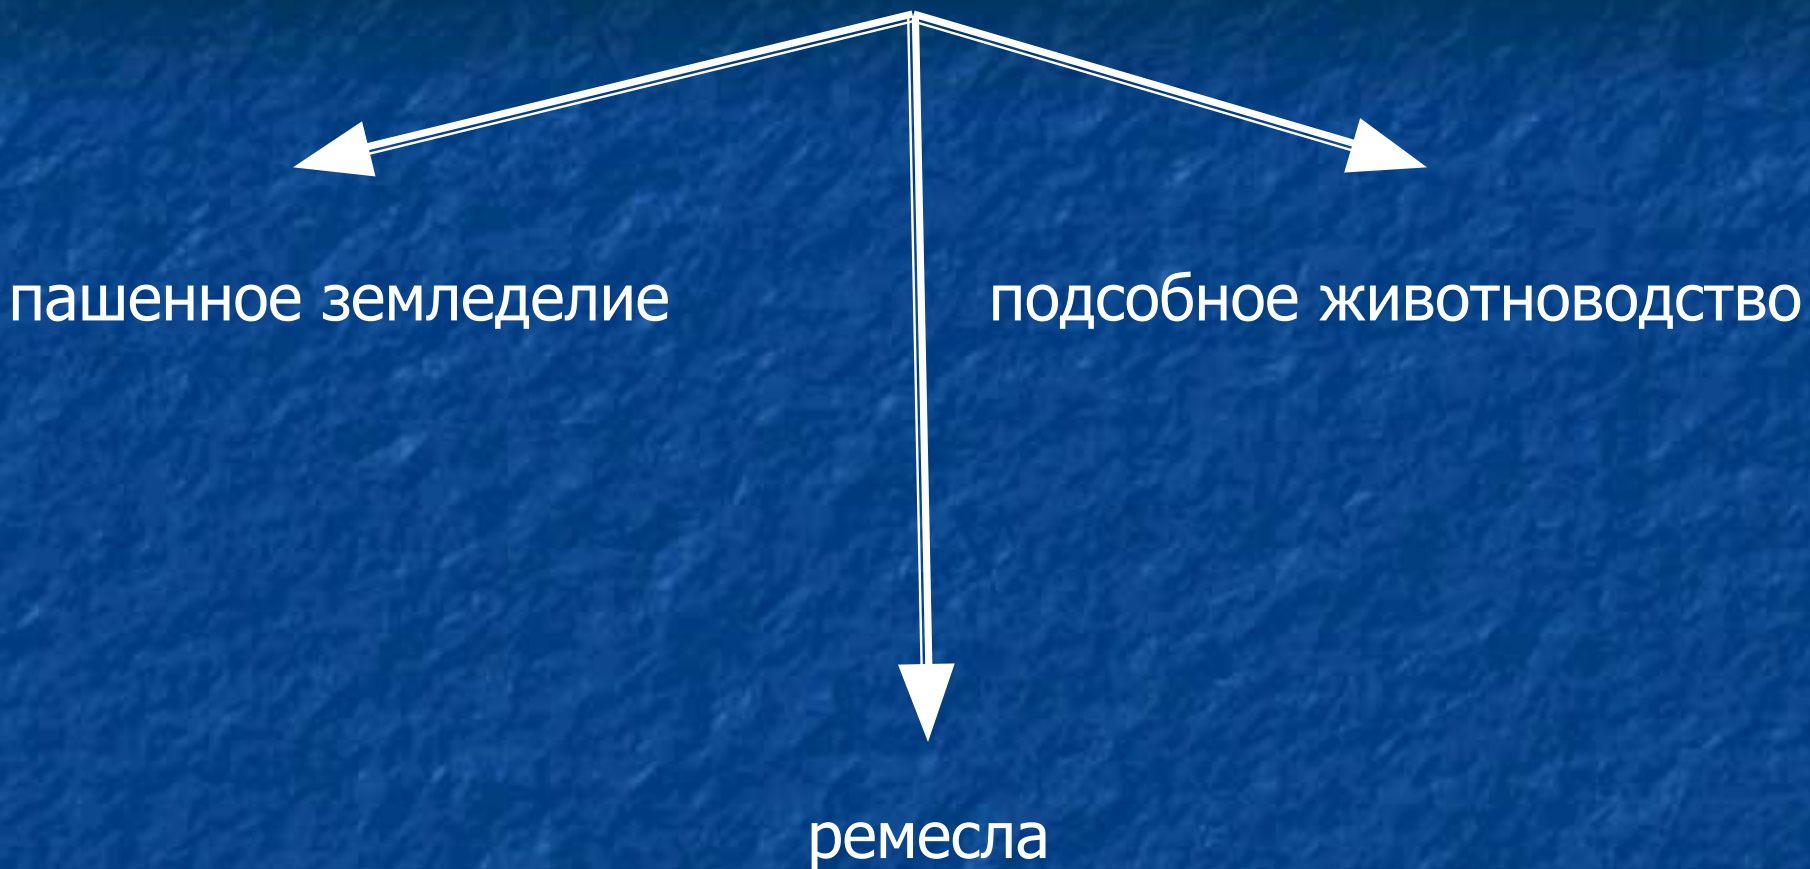 пашенное земледелие
подсобное животноводство
ремесла